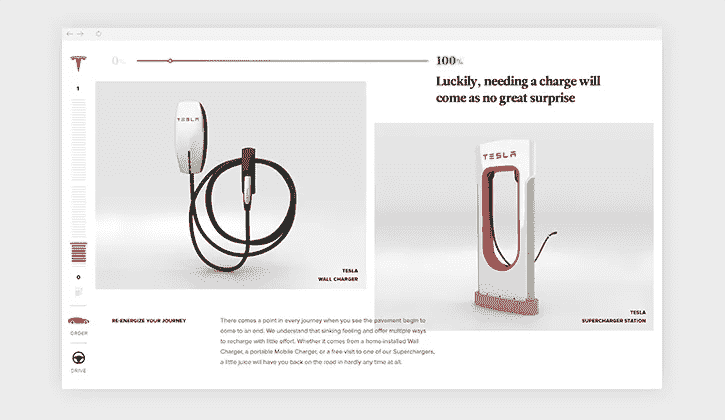 0%
100%
Luckily, needing a charge will
come as no great surprise
1
TESLA
TESLA
WALL CHARGER
TESLA
TESLA
SUPERCHARGER STATION
0
ORDER
DRIVE
RE-ENERGIZE YOUR JOURNEY
There comes a point in every journey when you see the pavement begin to
come to an end. We understand that sinking feeling and offer multiple ways
to recharge with little effort. Whether it comes from a home-installed Wall
Charger, a portable Mobile Charger, or a free visit to one of our Superchargers,
a little juice will have you back on the road in hardly any time at all.